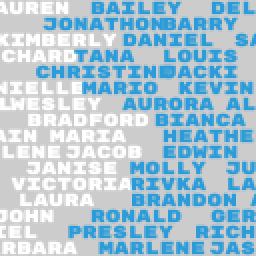 AUREN BAILEY DEL
JONATHON BARRY
KIMBERLY DANIEL SA
CHARD TANA LOUIS
CHRISTINE JACKI
NIELLE MARIO KEVIN
L WESLEY AURORA AL
BRADFORD BIANCA
AIN MARIA HEATHE
LENE JACOB EDWIN
JANISE MOLLY JU
VICTORIA RIVKA LA
LAURA BRANDON A
JOHN RONALD GER
IEL PRESLEY RICH
RBARA MARLENE JAS